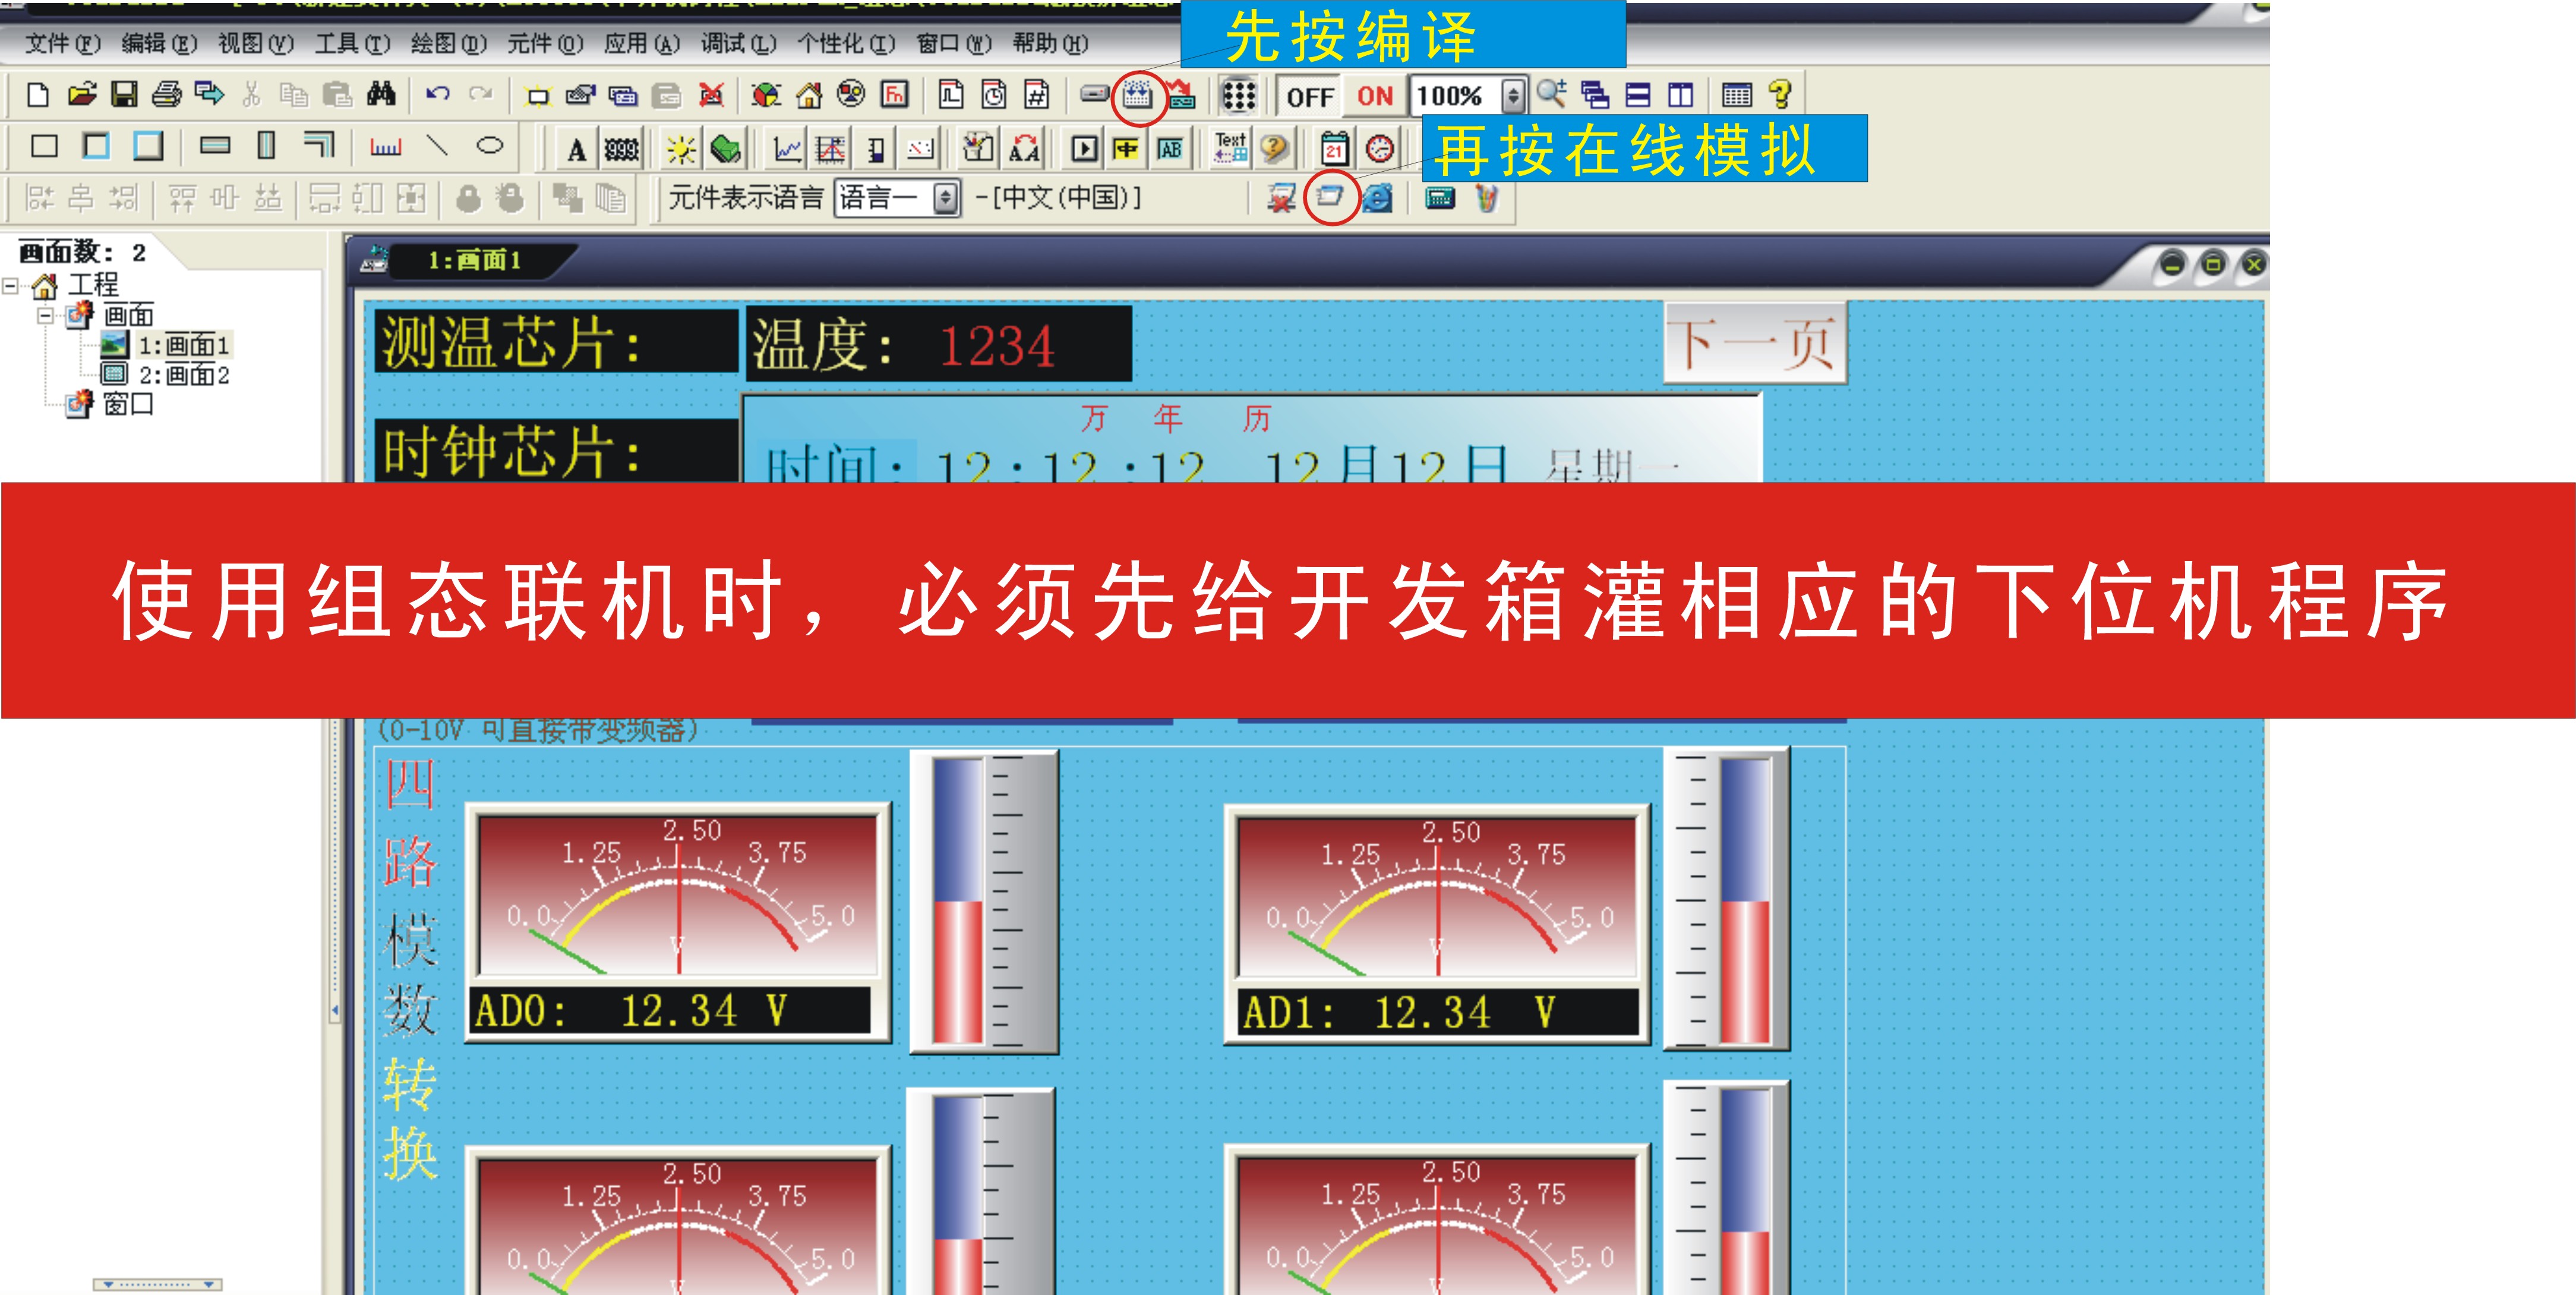 先按编译
文件(F) 编辑(E) 视图(V) 工具(T) 绘图(D) 元件(O) 应用(A) 调试(L) 个性化(I) 窗口(W) 帮助(H)
OFF ON 100%
再按在线模拟
A Text 21 AB
元件表示语言 语言一 -[中文(中国)]
画面数: 2
工程
画面
1:画面1
2:画面2
窗口
1:画面1
测温芯片: 温度: 1234
下一页
万 年 历
时钟芯片:
时间: 12:12:12 12月12日 星期一
使用组态联机时，必须先给开发箱灌相应的下位机程序
(0-10V 可直接带变频器)
四路模数转换
0.0 1.25 2.50 3.75 5.0
V
AD0: 12.34 V
0.0 1.25 2.50 3.75 5.0
V
AD1: 12.34 V
0.0 1.25 2.50 3.75 5.0
V
0.0 1.25 2.50 3.75 5.0
V